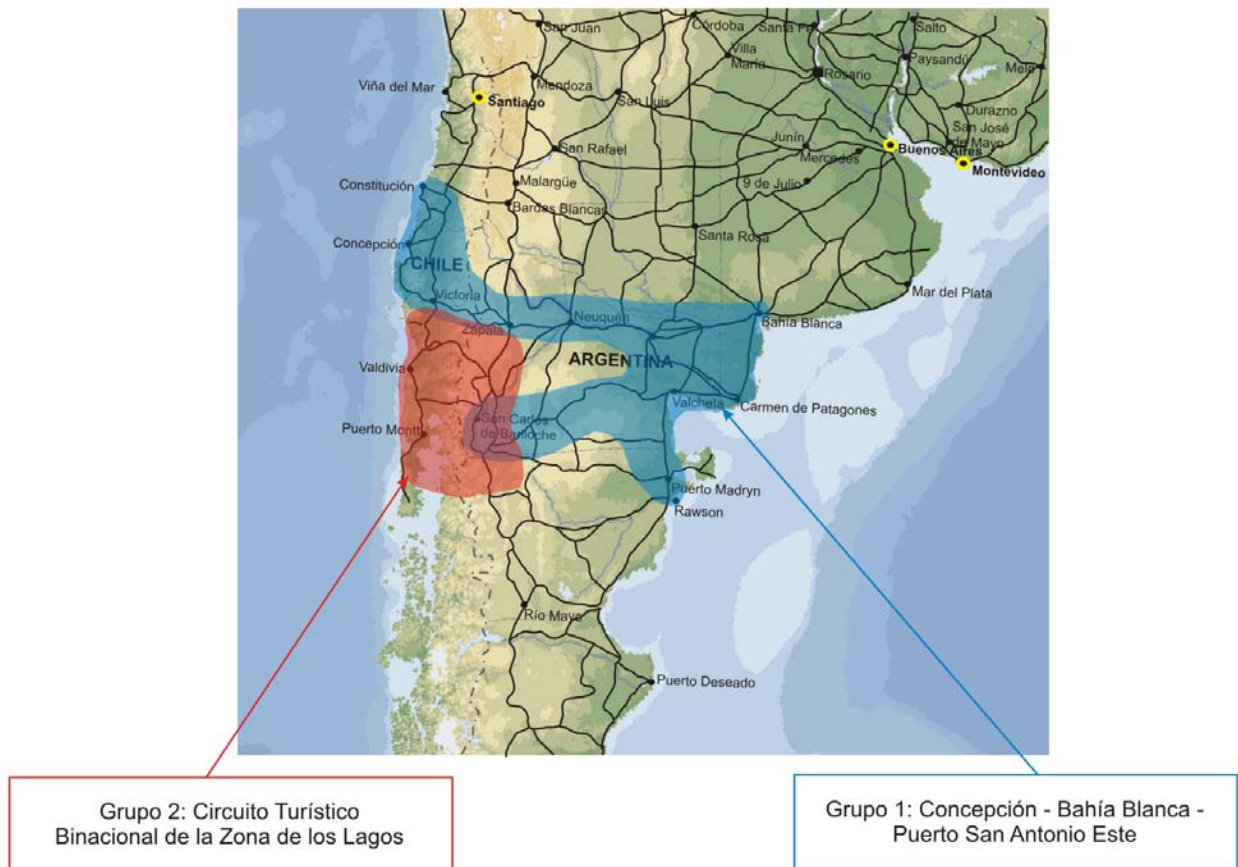 San Juan
Córdoba
Santa Fe
Salto
Villa
María
Paysandú
Melo
Viña del Mar
Mendoza
Rosario
Santiago
San Luis
Durazno
Junín
San José
de Mayo
San Rafael
Mercedes
Buenos Aires
Montevideo
Constitución
Malargüe
9 de Julio
Bardas Blancas
Santa Rosa
Concepción
CHILE
Mar del Plata
Victoria
Neuquén
Bahía Blanca
Zapala
ARGENTINA
Valdivia
Valcheta
Carmen de Patagones
San Carlos
de Bariloche
Puerto Montt
Puerto Madryn
Rawson
Río Mayo
Puerto Deseado
Grupo 2: Circuito Turístico
Binacional de la Zona de los Lagos
Grupo 1: Concepción - Bahía Blanca -
Puerto San Antonio Este